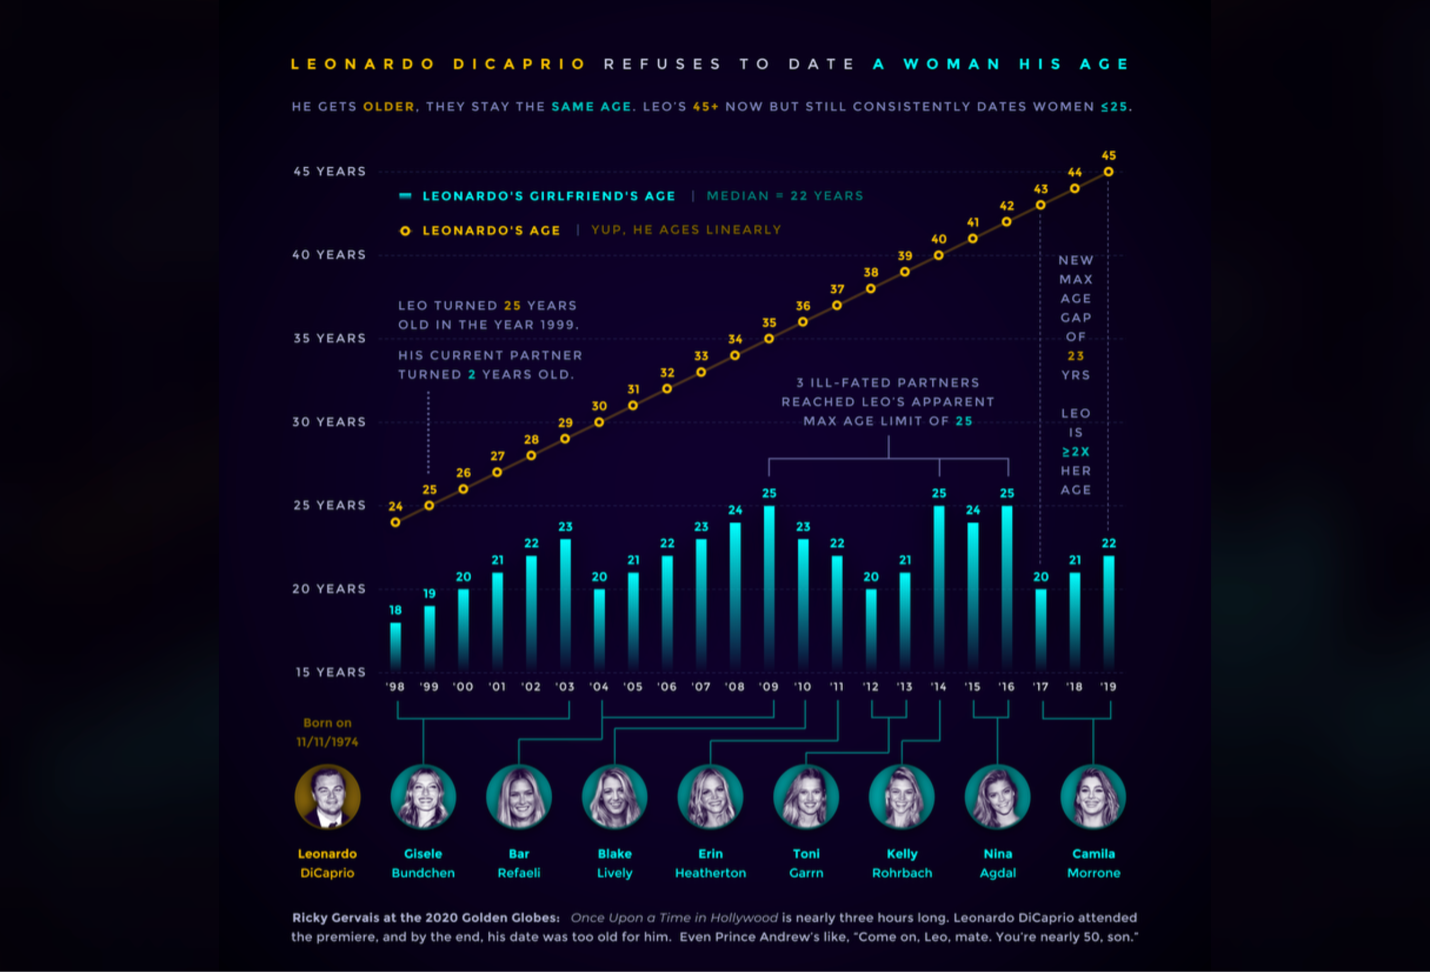 LEONARDO DICAPRIO REFUSES TO DATE A WOMAN HIS AGE
HE GETS OLDER, THEY STAY THE SAME AGE. LEO'S 45+ NOW BUT STILL CONSISTENTLY DATES WOMEN ≤25.
45 YEARS
40 YEARS
35 YEARS
30 YEARS
25 YEARS
20 YEARS
15 YEARS
LEONARDO'S GIRLFRIEND'S AGE | MEDIAN = 22 YEARS
LEONARDO'S AGE | YUP, HE AGES LINEARLY
LEO TURNED 25 YEARS
OLD IN THE YEAR 1999.
HIS CURRENT PARTNER
TURNED 2 YEARS OLD.
3 ILL-FATED PARTNERS
REACHED LEO'S APPARENT
MAX AGE LIMIT OF 25
NEW
MAX
AGE
GAP
OF
23
YRS
LEO
IS
≥2X
HER
AGE
24 25 26 27 28 29 30 31 32 33 34 35 36 37 38 39 40 41 42 43 44 45
18 19 20 21 22 23 20 21 22 23 24 25 23 22 20 21 25 24 25 20 21 22
'98 '99 '00 '01 '02 '03 '04 '05 '06 '07 '08 '09 '10 '11 '12 '13 '14 '15 '16 '17 '18 '19
Born on
11/11/1974
Leonardo
DiCaprio
Gisele
Bundchen
Bar
Refaeli
Blake
Lively
Erin
Heatherton
Toni
Garrn
Kelly
Rohrbach
Nina
Agdal
Camila
Morrone
Ricky Gervais at the 2020 Golden Globes: Once Upon a Time in Hollywood is nearly three hours long. Leonardo DiCaprio attended
the premiere, and by the end, his date was too old for him. Even Prince Andrew's like, "Come on, Leo, mate. You're nearly 50, son."